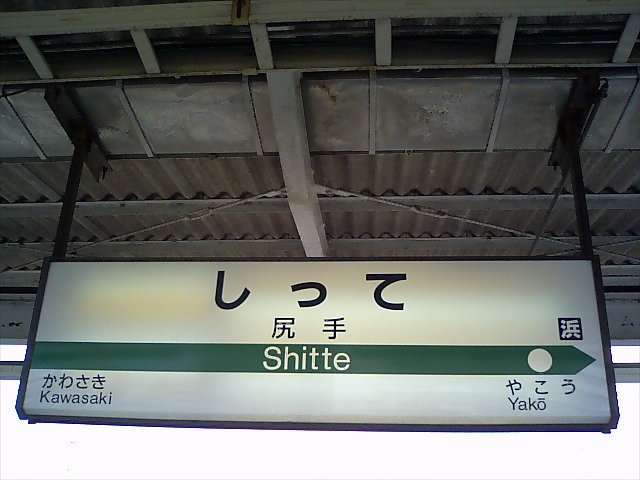 しって
尻手
浜
Shitte
かわさき
Kawasaki
やこう
Yakō